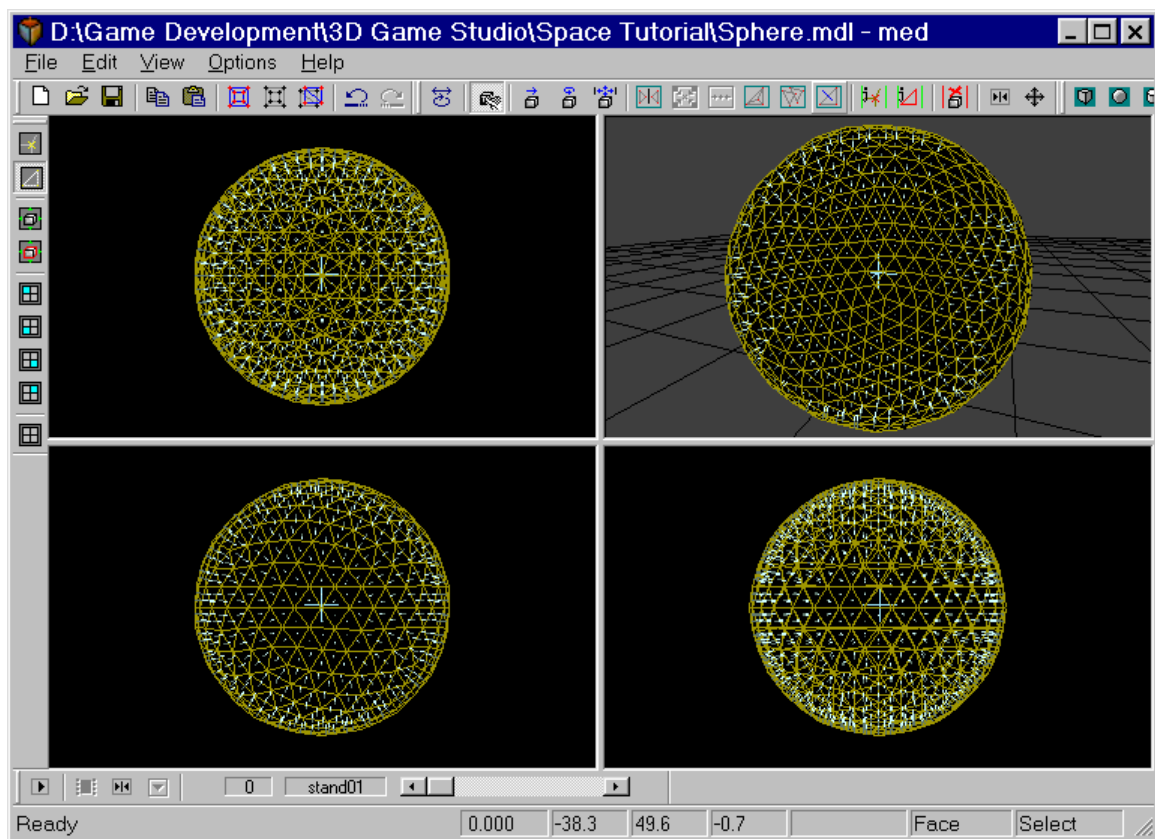 D:\Game Development\3D Game Studio\Space Tutorial\Sphere.mdl - med
File Edit View Options Help
0 stand01
Ready 0.000 -38.3 49.6 -0.7 Face Select